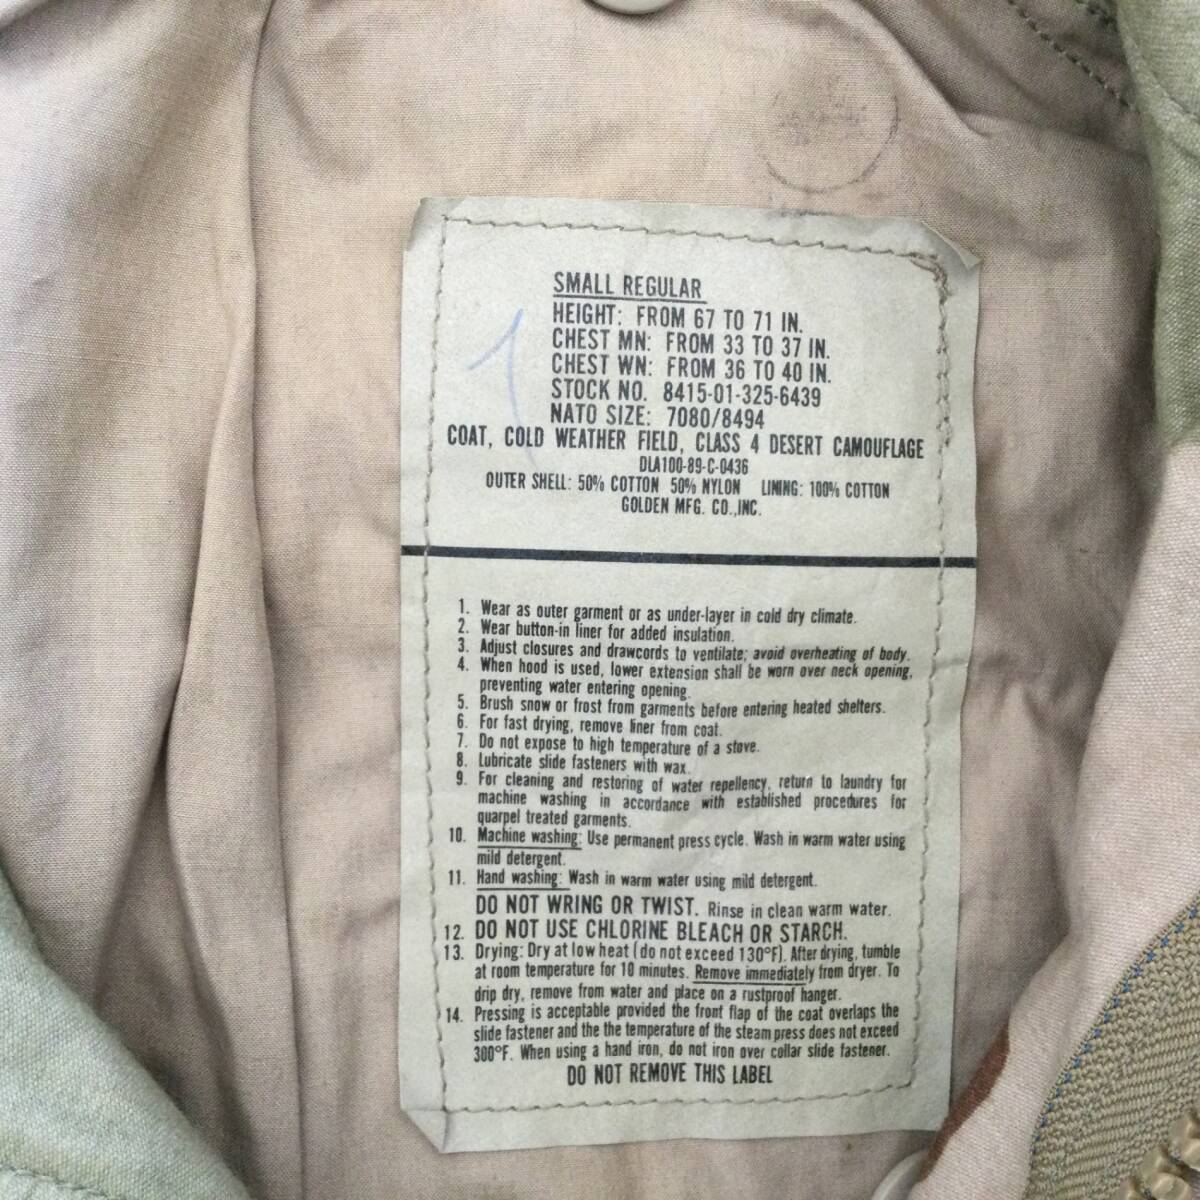 SMALL REGULAR
HEIGHT: FROM 67 TO 71 IN.
CHEST MN: FROM 33 TO 37 IN.
CHEST WN: FROM 36 TO 40 IN.
STOCK NO. 8415-01-325-6439
NATO SIZE: 7080/8494
COAT, COLD WEATHER FIELD, CLASS 4 DESERT CAMOUFLAGE
DLA100-89-C-0436
OUTER SHELL: 50% COTTON 50% NYLON LINING: 100% COTTON
GOLDEN MFG. CO.,INC.
1. Wear as outer garment or as under-layer in cold dry climate.
2. Wear button-in liner for added insulation.
3. Adjust closures and drawcords to ventilate; avoid overheating of body.
4. When hood is used, lower extension shall be worn over neck opening,
preventing water entering opening.
5. Brush snow or frost from garments before entering heated shelters.
6. For fast drying, remove liner from coat.
7. Do not expose to high temperature of a stove.
8. Lubricate slide fasteners with wax.
9. For cleaning and restoring of water repellency, return to laundry for
machine washing in accordance with established procedures for
quarpel treated garments.
10. Machine washing: Use permanent press cycle. Wash in warm water using
mild detergent.
11. Hand washing: Wash in warm water using mild detergent.
DO NOT WRING OR TWIST. Rinse in clean warm water.
12. DO NOT USE CHLORINE BLEACH OR STARCH.
13. Drying: Dry at low heat (do not exceed 130°F). After drying, tumble
at room temperature for 10 minutes. Remove immediately from dryer. To
drip dry, remove from water and place on a rustproof hanger.
14. Pressing is acceptable provided the front flap of the coat overlaps the
slide fastener and the the temperature of the steam press does not exceed
300°F. When using a hand iron, do not iron over collar slide fastener.
DO NOT REMOVE THIS LABEL